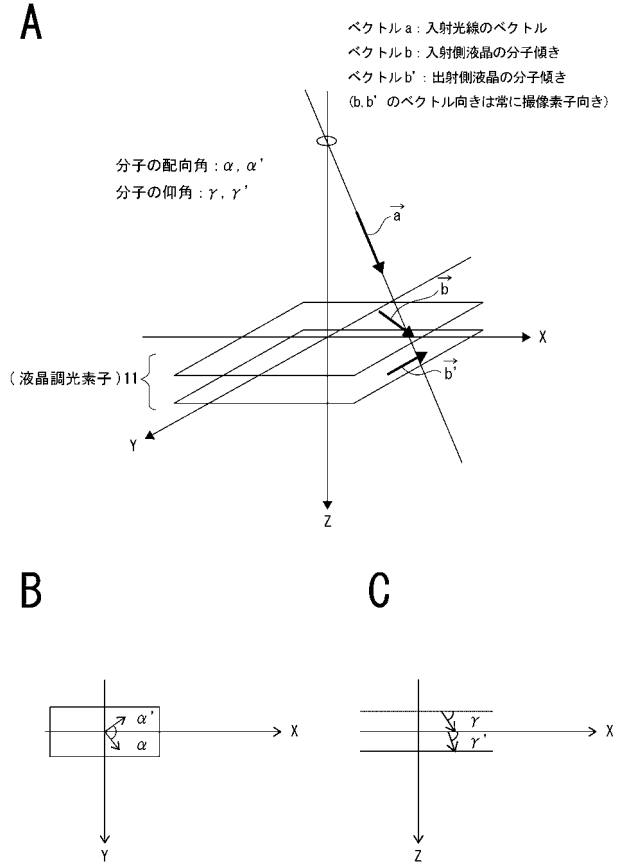 A
ベクトルa：入射光線のベクトル
ベクトルb：入射側液晶の分子傾き
ベクトルb'：出射側液晶の分子傾き
(b, b' のベクトル向きは常に撮像素子向き)
分子の配向角：α, α'
分子の仰角：γ, γ'
a
b
X
(液晶調光素子)11
b'
Y
Z
B
C
α'
X
α
Y
γ
X
γ'
Z